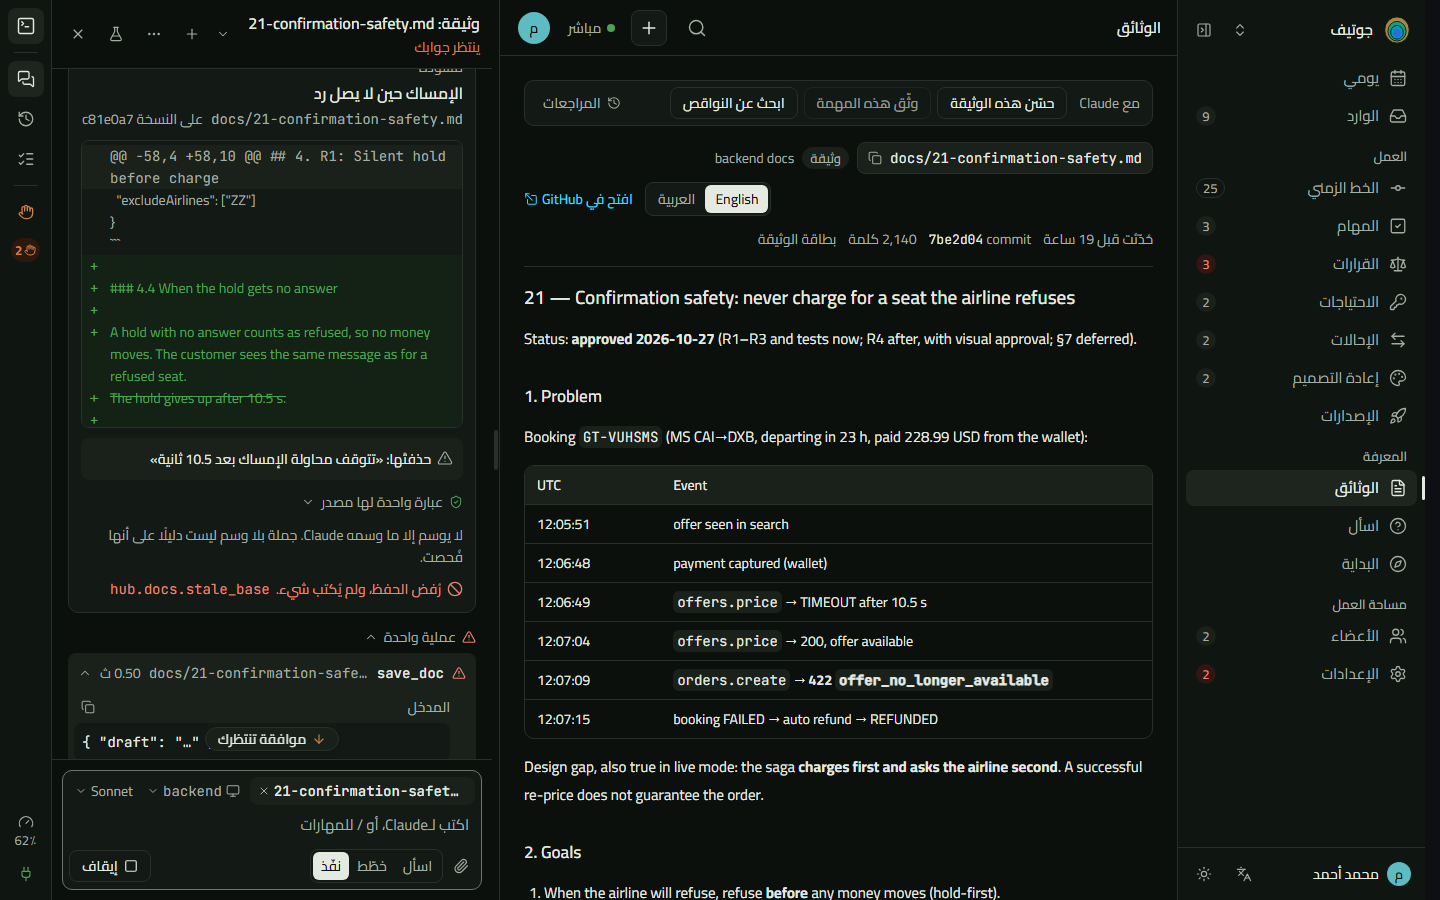 جوتيف
يومي
الوارد 9
العمل
الخط الزمني 25
المهام 3
القرارات 3
الاحتياجات 2
الإحالات 2
إعادة التصميم 2
الإصدارات
المعرفة
الوثائق
اسأل
البداية
مساحة العمل
الأعضاء 2
الإعدادات 2
محمد أحمد م
الوثائق
مباشر
م
مع Claude
حسّن هذه الوثيقة
وثّق هذه المهمة
ابحث عن النواقص
المراجعات
docs/21-confirmation-safety.md
وثيقة
backend docs
English
العربية
افتح في GitHub
حُدّثت قبل 19 ساعة
commit 7be2d04
2,140 كلمة
بطاقة الوثيقة
21 — Confirmation safety: never charge for a seat the airline refuses
Status: approved 2026-10-27 (R1–R3 and tests now; R4 after, with visual approval; §7 deferred).
1. Problem
Booking GT-VUHSMS (MS CAI→DXB, departing in 23 h, paid 228.99 USD from the wallet):
UTC Event
12:05:51 offer seen in search
12:06:48 payment captured (wallet)
12:06:49 offers.price → TIMEOUT after 10.5 s
12:07:04 offers.price → 200, offer available
12:07:09 orders.create → 422 offer_no_longer_available
12:07:15 booking FAILED → auto refund → REFUNDED
Design gap, also true in live mode: the saga charges first and asks the airline second. A successful
re-price does not guarantee the order.
2. Goals
1. When the airline will refuse, refuse before any money moves (hold-first).
وثيقة: 21-confirmation-safety.md
ينتظر جوابك
مسودة
الإمساك حين لا يصل رد
docs/21-confirmation-safety.md على النسخة c81e0a7
@@ -58,4 +58,10 @@ ## 4. R1: Silent hold
before charge
"excludeAirlines": ["ZZ"]
}
~~~
+
+ ### 4.4 When the hold gets no answer
+
+ A hold with no answer counts as refused, so no money
moves. The customer sees the same message as for a
refused seat.
+ The hold gives up after 10.5 s.
+
حذفتُها: «تتوقف محاولة الإمساك بعد 10.5 ثانية»
عبارة واحدة لها مصدر
لا يوسم إلا ما وسمه Claude. جملة بلا وسم ليست دليلًا على أنها
فُحصت.
رُفض الحفظ، ولم يُكتب شيء. hub.docs.stale_base
عملية واحدة
save_doc docs/21-confirmation-safe… 0.50 ث
المدخل
{ "draft": "…"
موافقة تنتظرك
21-confirmation-safet…
backend
Sonnet
اكتب لـClaude، أو / للمهارات
اسأل
خطّط
نفّذ
إيقاف
2
62٪